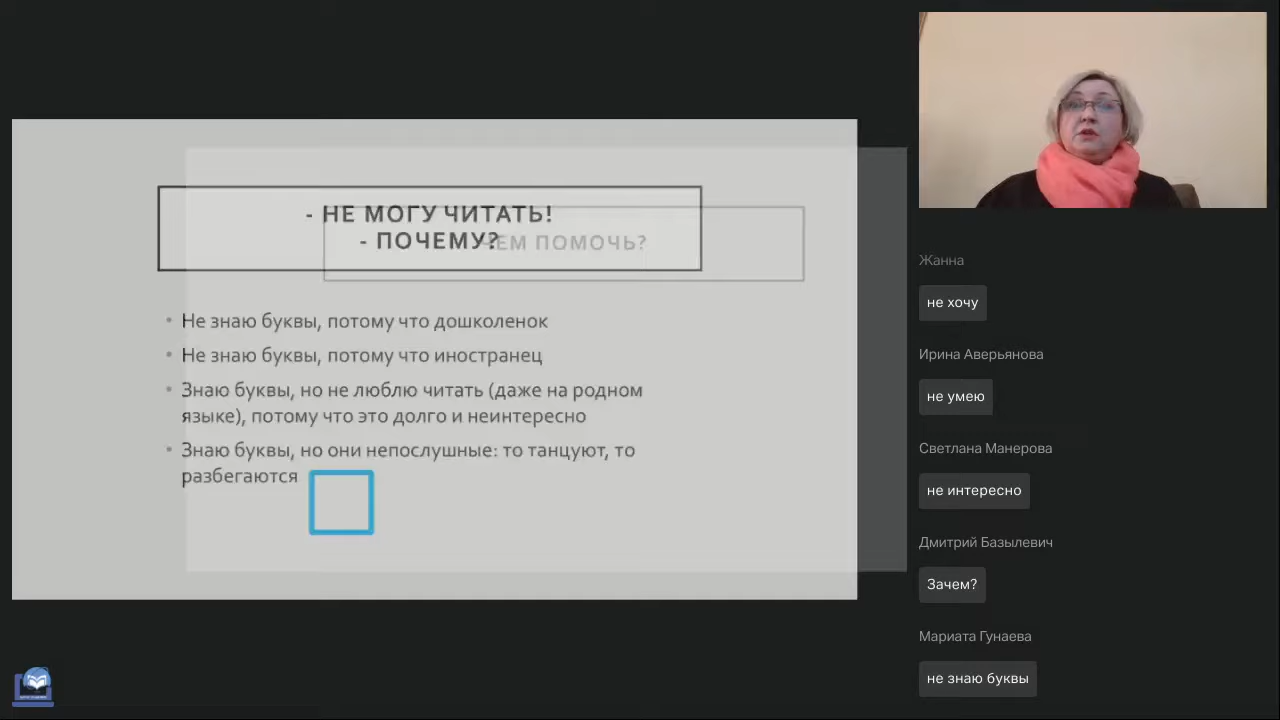 - НЕ МОГУ ЧИТАТЬ!
- ПОЧЕМУ?
ЧЕМ ПОМОЧЬ?
• Не знаю буквы, потому что дошколенок
• Не знаю буквы, потому что иностранец
• Знаю буквы, но не люблю читать (даже на родном
языке), потому что это долго и неинтересно
• Знаю буквы, но они непослушные: то танцуют, то
разбегаются
Жанна
не хочу
Ирина Аверьянова
не умею
Светлана Манерова
не интересно
Дмитрий Базылевич
Зачем?
Мариата Гунаева
не знаю буквы